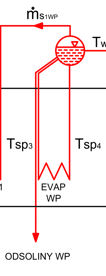 ṁs1WP
Tw
Tsp3
Tsp4
1
EVAP
WP
ODSOLINY WP